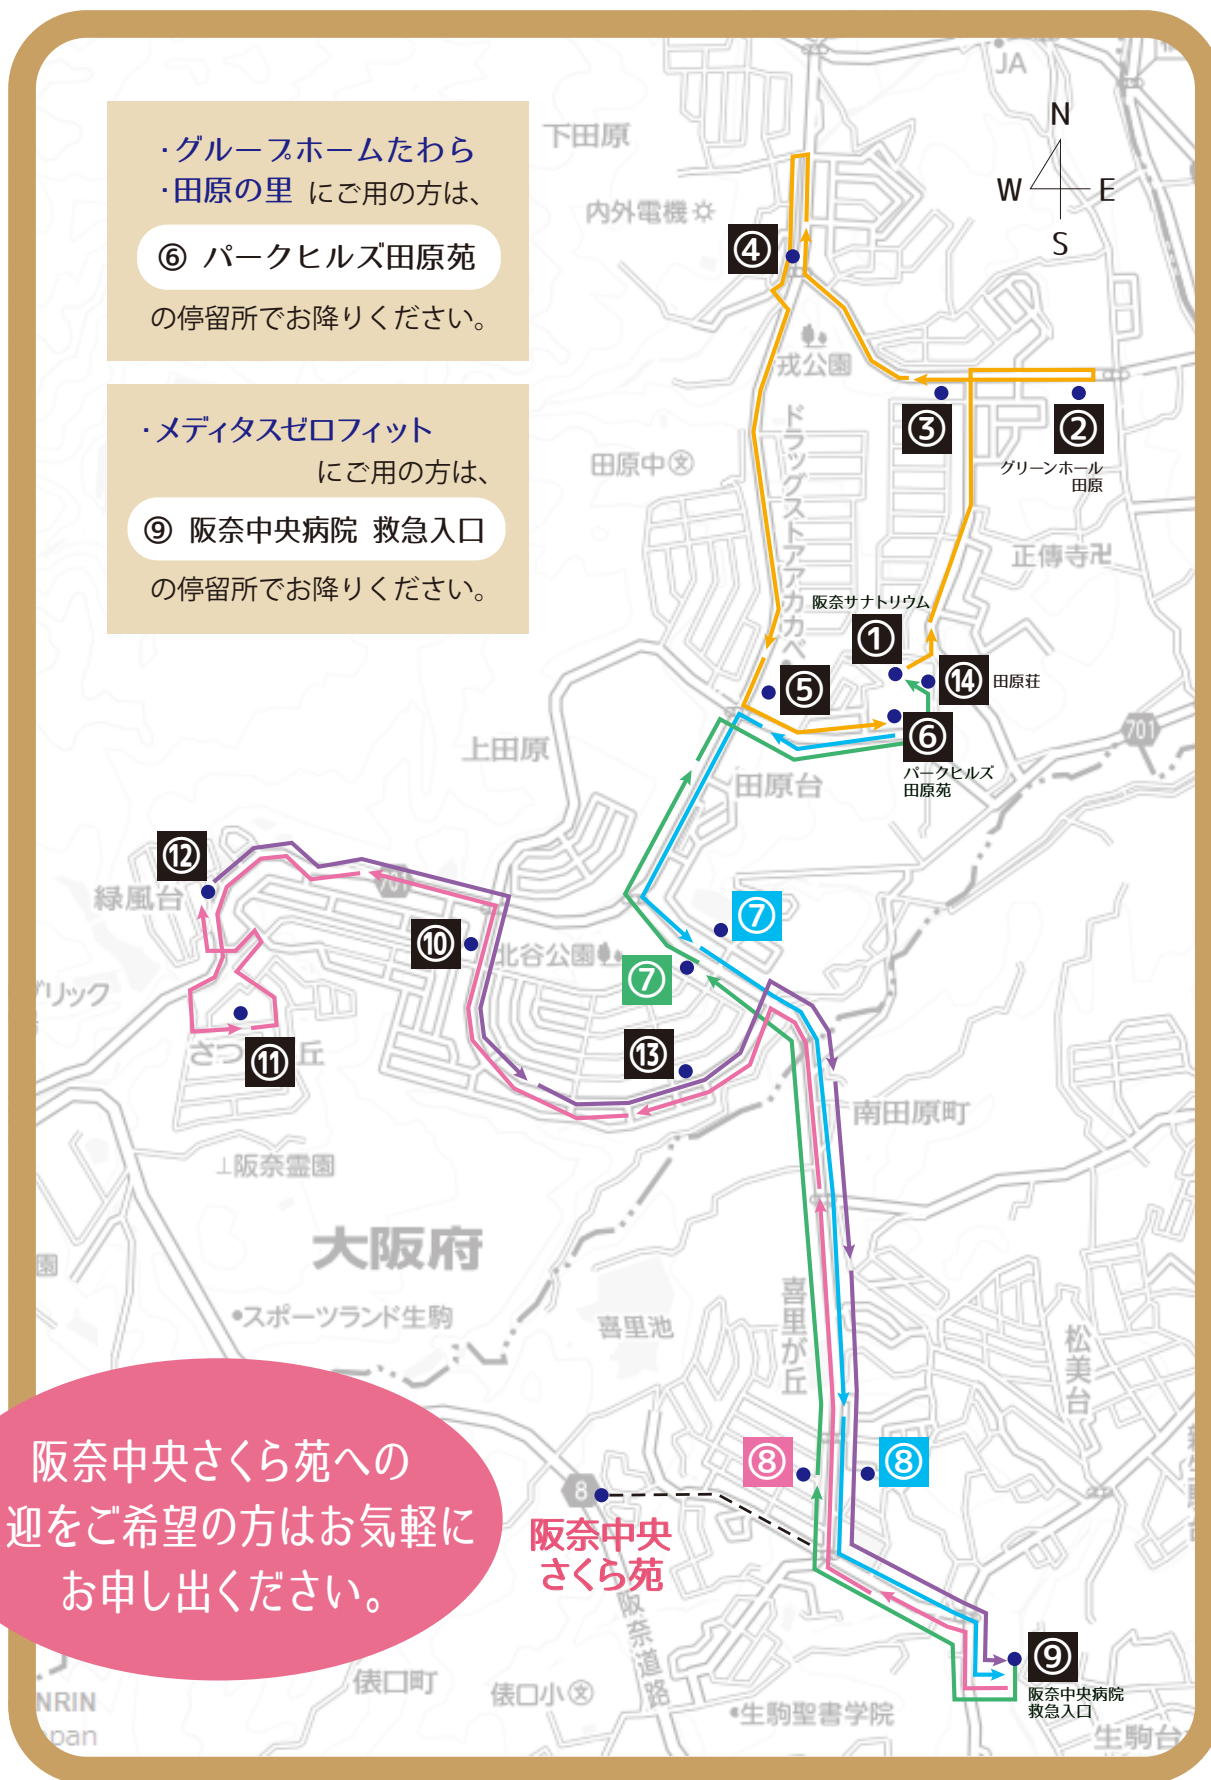 ・グループホームたわら
・田原の里 にご用の方は、
⑥ パークヒルズ田原苑
の停留所でお降りください。
・メディタスゼロフィット
にご用の方は、
⑨ 阪奈中央病院 救急入口
の停留所でお降りください。
JA
N
W E
S
下田原
内外電機
④
戎公園
③
②
グリーンホール
田原
田原中
文
ドラッグストアアカカベ
正傳寺卍
阪奈サナトリウム
①
⑭ 田原荘
⑤
⑥
パークヒルズ
田原苑
701
上田原
田原台
⑫
緑風台
701
⑩
北谷公園
⑦
⑦
⑪
⑬
南田原町
⊥阪奈霊園
大阪府
スポーツランド生駒
喜里池
喜里が丘
松美台
園
阪奈中央さくら苑への
迎をご希望の方はお気軽に
お申し出ください。
⑧
⑧
8
阪奈中央
さくら苑
阪奈道路
俵口町
俵口小
文
生駒聖書学院
⑨
阪奈中央病院
救急入口
生駒台
NRIN
pan